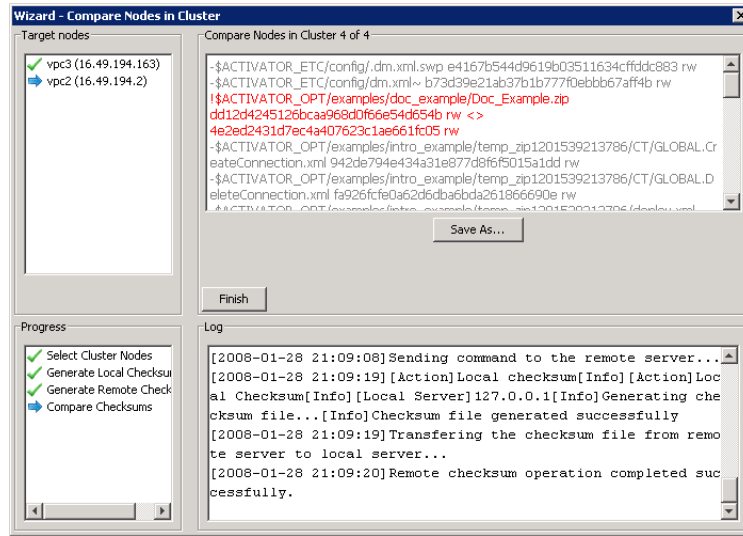 Wizard - Compare Nodes in Cluster
Target nodes
vpc3 (16.49.194.163)
vpc2 (16.49.194.2)
Compare Nodes in Cluster 4 of 4
-$ACTIVATOR_ETC/config/.dm.xml.swp e4167b544d9619b03511634cffddc883 rw
-$ACTIVATOR_ETC/config/dm.xml~ b73d39e21ab37b1b777f0ebbb67aff4b rw
!$ACTIVATOR_OPT/examples/doc_example/Doc_Example.zip
dd12d4245126bcaa968d0f66e54d654b rw <>
4e2ed2431d7ec4a407623c1ae661fc05 rw
-$ACTIVATOR_OPT/examples/intro_example/temp_zip1201539213786/CT/GLOBAL.Cr
eateConnection.xml 942de794e434a31e877d8f6f5015a1dd rw
-$ACTIVATOR_OPT/examples/intro_example/temp_zip1201539213786/CT/GLOBAL.D
eleteConnection.xml fa926fcfe0a62d6dba6bda261866690e rw
-$ACTIVATOR_OPT/examples/intro_example/temp_zip1201539213786/deploy.xml
Save As...
Finish
Progress
Select Cluster Nodes
Generate Local Checksu
Generate Remote Check
Compare Checksums
Log
[2008-01-28 21:09:08]Sending command to the remote server...
[2008-01-28 21:09:19][Action]Local checksum[Info][Action]Loc
al Checksum[Info][Local Server]127.0.0.1[Info]Generating che
cksum file...[Info]Checksum file generated successfully
[2008-01-28 21:09:19]Transfering the checksum file from remo
te server to local server...
[2008-01-28 21:09:20]Remote checksum operation completed suc
cessfully.